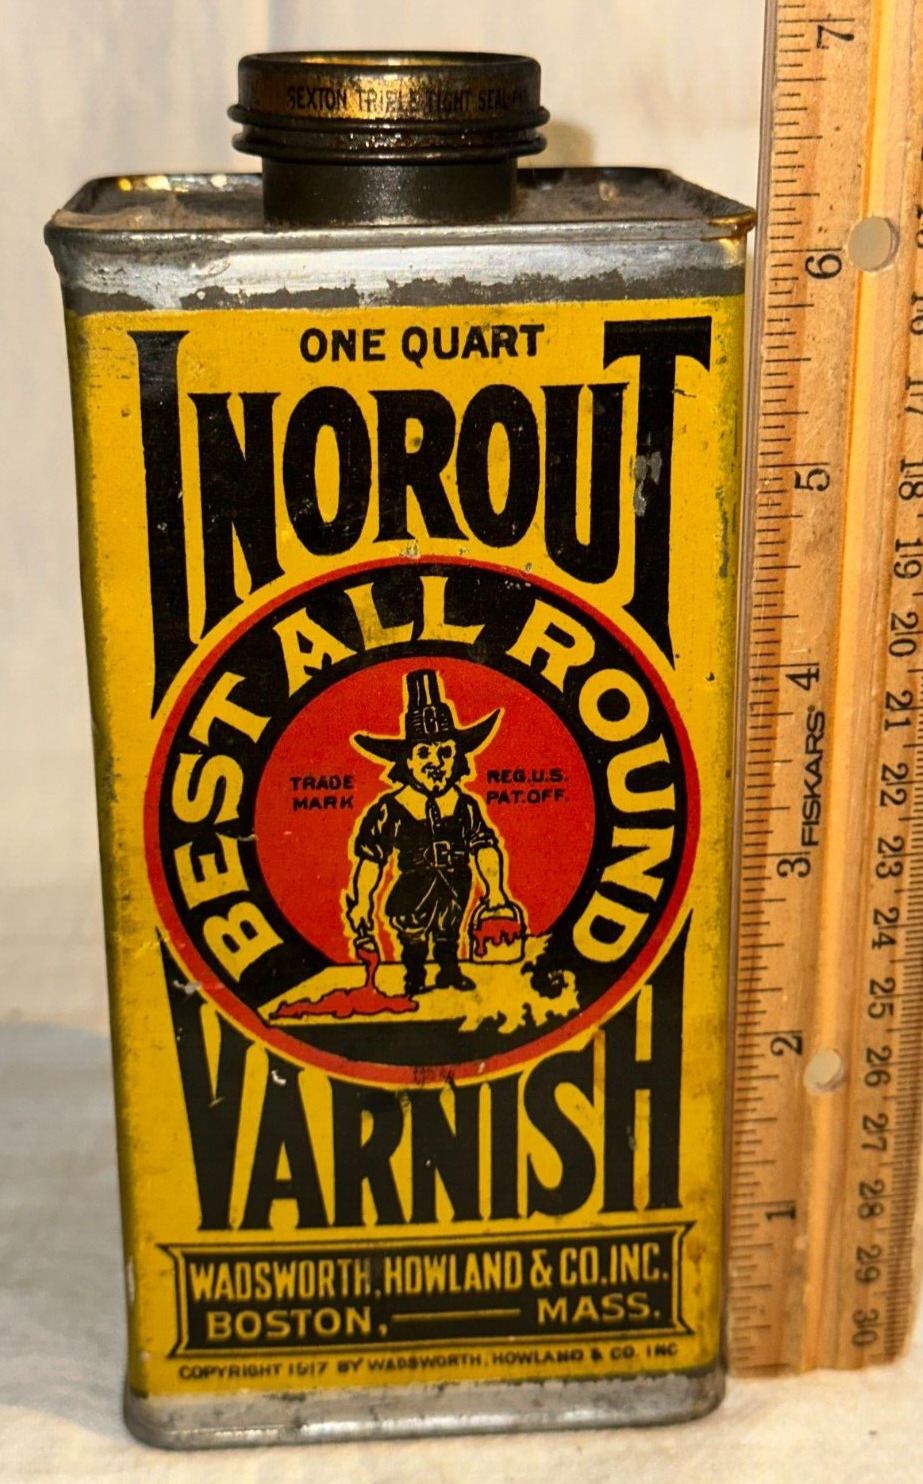 SEXTON TRIPLE TIGHT SEAL
ONE QUART
INOROUT
BEST ALL ROUND
TRADE MARK
REG.U.S. PAT.OFF.
VARNISH
WADSWORTH, HOWLAND & CO., INC.
BOSTON, MASS.
COPYRIGHT 1917 BY WADSWORTH, HOWLAND & CO. INC
7
6
5
4
3
2
1
FISKARS
16
17
18
19
20
21
22
23
24
25
26
27
28
29
30